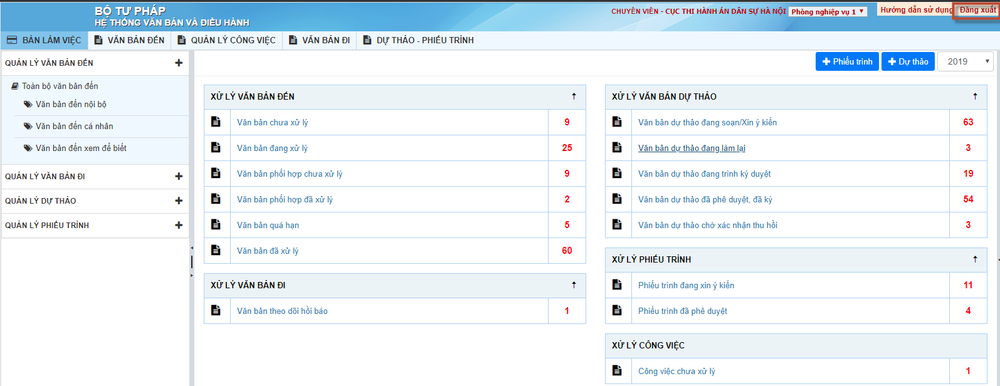 BỘ TƯ PHÁP
HỆ THỐNG VĂN BẢN VÀ ĐIỀU HÀNH
CHUYÊN VIÊN - CỤC THI HÀNH ÁN DÂN SỰ HÀ NỘI
Phòng nghiệp vụ 1
Hướng dẫn sử dụng
Đăng xuất
BÀN LÀM VIỆC
VĂN BẢN ĐẾN
QUẢN LÝ CÔNG VIỆC
VĂN BẢN ĐI
DỰ THẢO - PHIẾU TRÌNH
QUẢN LÝ VĂN BẢN ĐẾN
Toàn bộ văn bản đến
Văn bản đến nội bộ
Văn bản đến cá nhân
Văn bản đến xem để biết
QUẢN LÝ VĂN BẢN ĐI
QUẢN LÝ DỰ THẢO
QUẢN LÝ PHIẾU TRÌNH
Phiếu trình
Dự thảo
2019
XỬ LÝ VĂN BẢN ĐẾN
Văn bản chưa xử lý 9
Văn bản đang xử lý 25
Văn bản phối hợp chưa xử lý 9
Văn bản phối hợp đã xử lý 2
Văn bản quá hạn 5
Văn bản đã xử lý 60
XỬ LÝ VĂN BẢN ĐI
Văn bản theo dõi hồi báo 1
XỬ LÝ VĂN BẢN DỰ THẢO
Văn bản dự thảo đang soạn/Xin ý kiến 63
Văn bản dự thảo đang làm lại 3
Văn bản dự thảo đang trình ký duyệt 19
Văn bản dự thảo đã phê duyệt, đã ký 54
Văn bản dự thảo chờ xác nhận thu hồi 3
XỬ LÝ PHIẾU TRÌNH
Phiếu trình đang xin ý kiến 11
Phiếu trình đã phê duyệt 4
XỬ LÝ CÔNG VIỆC
Công việc chưa xử lý 1